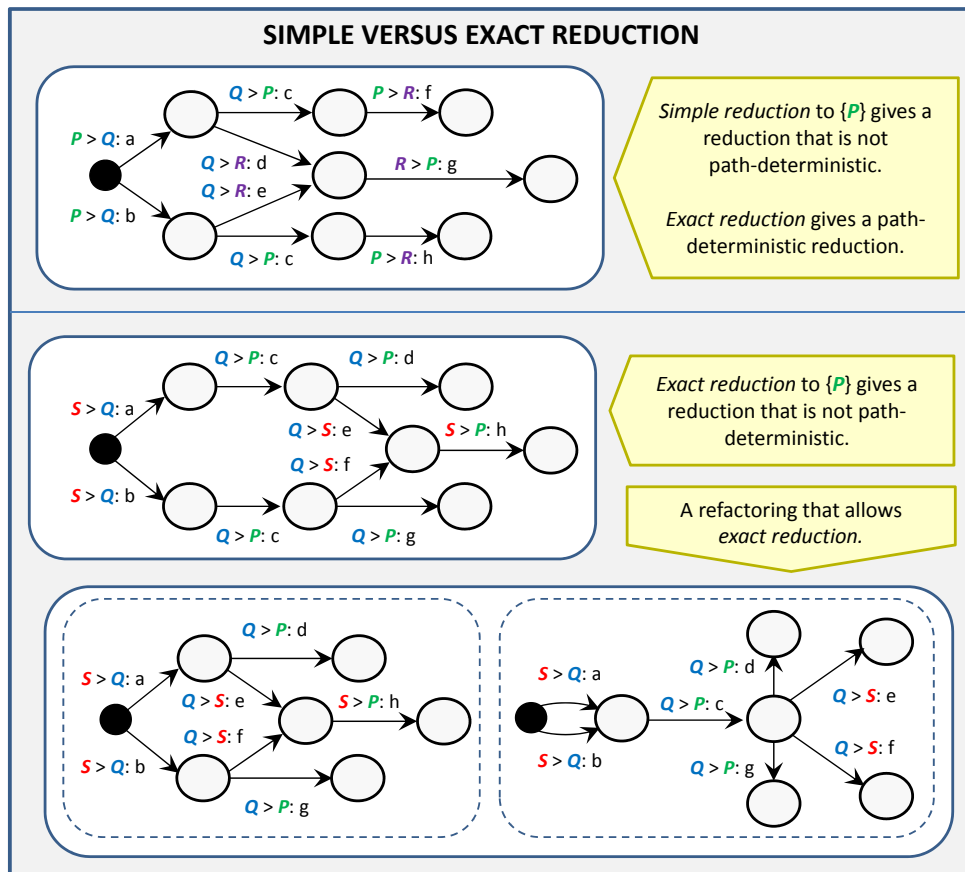 SIMPLE VERSUS EXACT REDUCTION
Q > P: c
P > R: f
P > Q: a
Q > R: d
R > P: g
Q > R: e
P > Q: b
Q > P: c
P > R: h
Simple reduction to {P} gives a
reduction that is not
path-deterministic.
Exact reduction gives a path-
deterministic reduction.
Q > P: c
Q > P: d
S > Q: a
Q > S: e
S > P: h
Q > S: f
S > Q: b
Q > P: c
Q > P: g
Exact reduction to {P} gives a
reduction that is not path-
deterministic.
A refactoring that allows
exact reduction.
Q > P: d
S > Q: a
Q > S: e
S > P: h
Q > S: f
S > Q: b
Q > P: g
S > Q: a
Q > P: d
Q > P: c
Q > S: e
S > Q: b
Q > P: g
Q > S: f